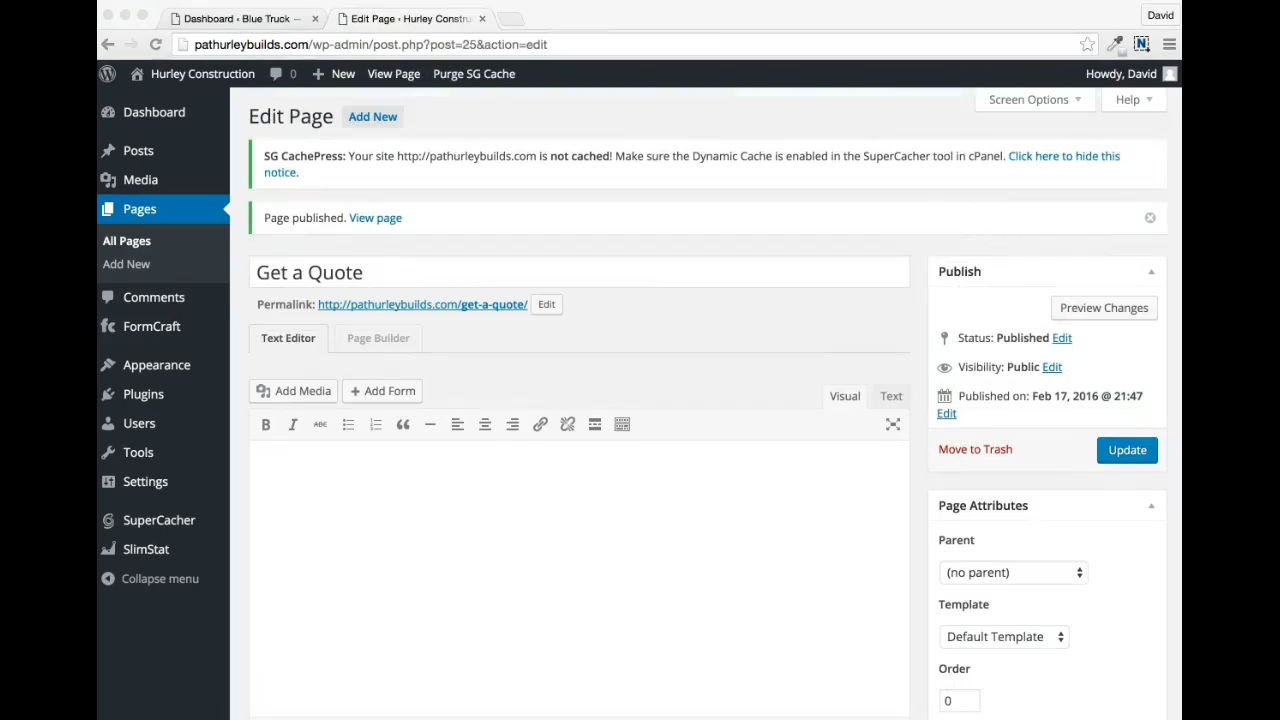 Dashboard ‹ Blue Truck —
Edit Page ‹ Hurley Constru
David
pathurleybuilds.com/wp-admin/post.php?post=25&action=edit
N
Hurley Construction 0 New View Page Purge SG Cache Howdy, David
Dashboard
Posts
Media
Pages
All Pages
Add New
Comments
FormCraft
Appearance
Plugins
Users
Tools
Settings
SuperCacher
SlimStat
Collapse menu
Screen Options Help
Edit Page Add New
SG CachePress: Your site http://pathurleybuilds.com is not cached! Make sure the Dynamic Cache is enabled in the SuperCacher tool in cPanel. Click here to hide this
notice.
Page published. View page
Get a Quote
Permalink: http://pathurleybuilds.com/get-a-quote/ Edit
Text Editor Page Builder
Add Media Add Form
Visual Text
B I ABC
Publish
Preview Changes
Status: Published Edit
Visibility: Public Edit
Published on: Feb 17, 2016 @ 21:47
Edit
Move to Trash Update
Page Attributes
Parent
(no parent)
Template
Default Template
Order
0